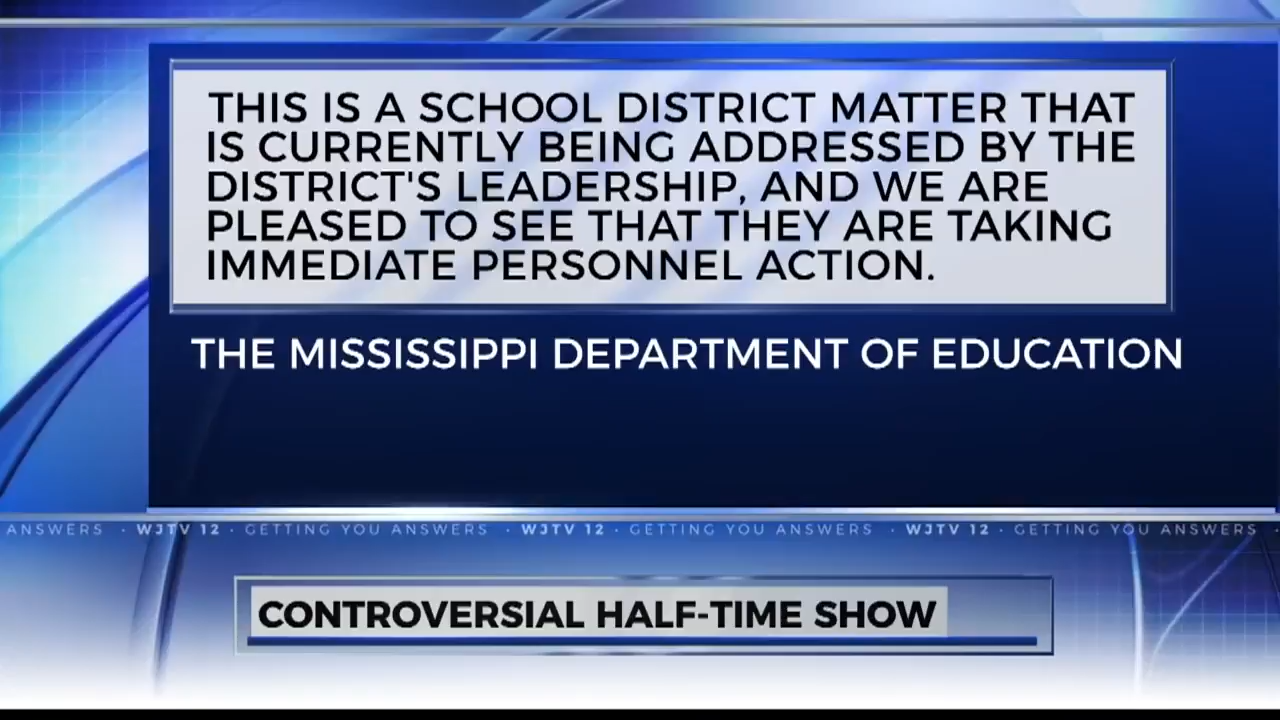 THIS IS A SCHOOL DISTRICT MATTER THAT
IS CURRENTLY BEING ADDRESSED BY THE
DISTRICT'S LEADERSHIP, AND WE ARE
PLEASED TO SEE THAT THEY ARE TAKING
IMMEDIATE PERSONNEL ACTION.
THE MISSISSIPPI DEPARTMENT OF EDUCATION
ANSWERS · WJTV 12 · GETTING YOU ANSWERS · WJTV 12 · GETTING YOU ANSWERS · WJTV 12 · GETTING YOU ANSWERS
CONTROVERSIAL HALF-TIME SHOW